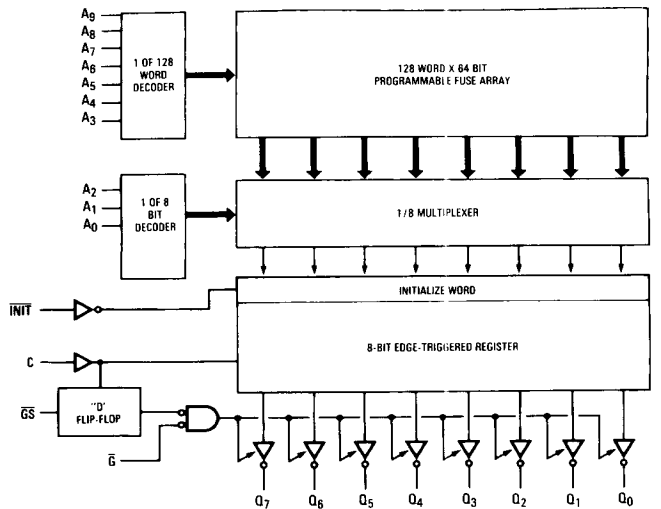 A9
A8
A7
A6
A5
A4
A3
1 OF 128
WORD
DECODER
128 WORD X 64 BIT
PROGRAMMABLE FUSE ARRAY
A2
A1
A0
1 OF 8
BIT
DECODER
1/8 MULTIPLEXER
INIT
INITIALIZE WORD
8-BIT EDGE-TRIGGERED REGISTER
C
GS
"D'
FLIP-FLOP
G
Q7
Q6
Q5
Q4
Q3
Q2
Q1
Q0